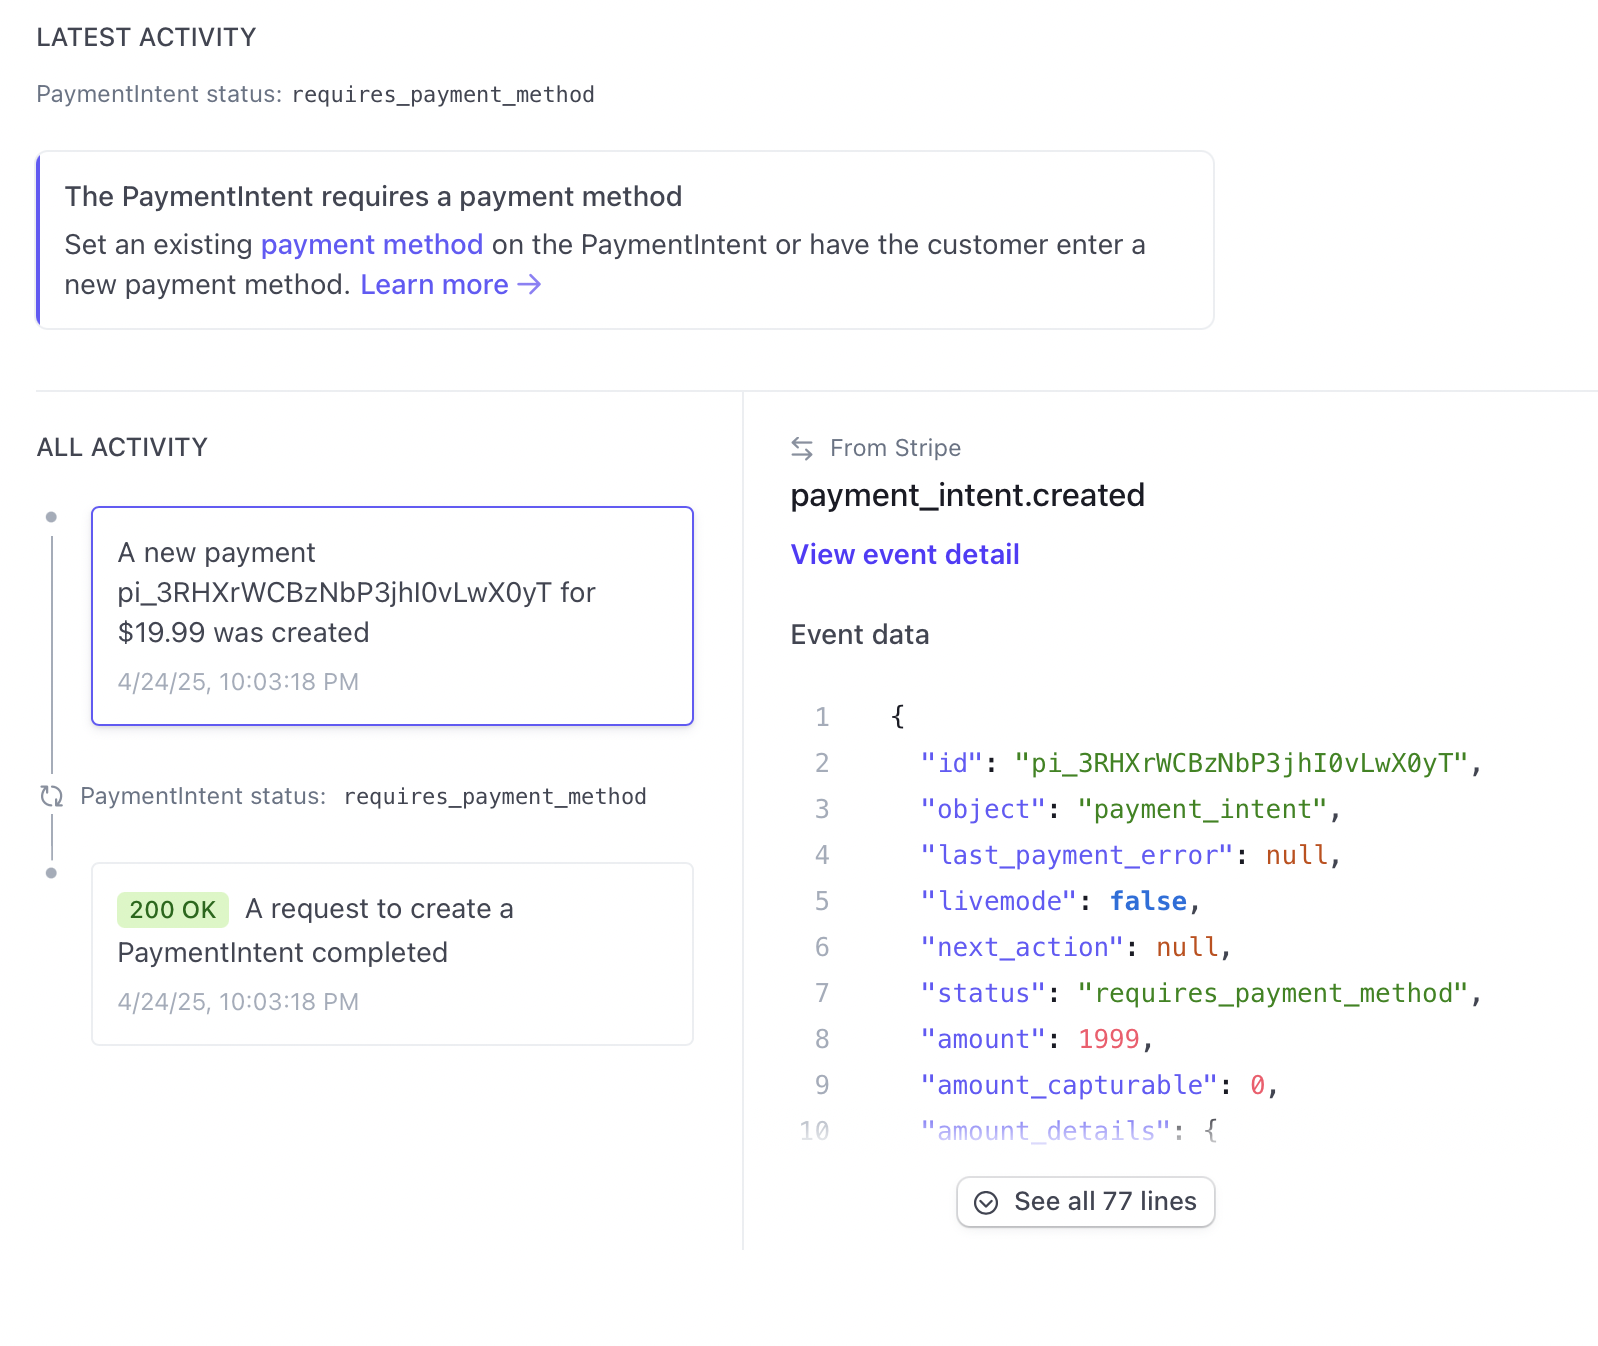 LATEST ACTIVITY
PaymentIntent status: requires_payment_method
The PaymentIntent requires a payment method
Set an existing payment method on the PaymentIntent or have the customer enter a
new payment method. Learn more →
ALL ACTIVITY
A new payment
pi_3RHXrWCBzNbP3jhI0vLwX0yT for
$19.99 was created
4/24/25, 10:03:18 PM
PaymentIntent status: requires_payment_method
200 OK A request to create a
PaymentIntent completed
4/24/25, 10:03:18 PM
From Stripe
payment_intent.created
View event detail
Event data
1 {
2 "id": "pi_3RHXrWCBzNbP3jhI0vLwX0yT",
3 "object": "payment_intent",
4 "last_payment_error": null,
5 "livemode": false,
6 "next_action": null,
7 "status": "requires_payment_method",
8 "amount": 1999,
9 "amount_capturable": 0,
10 "amount_details": {
See all 77 lines